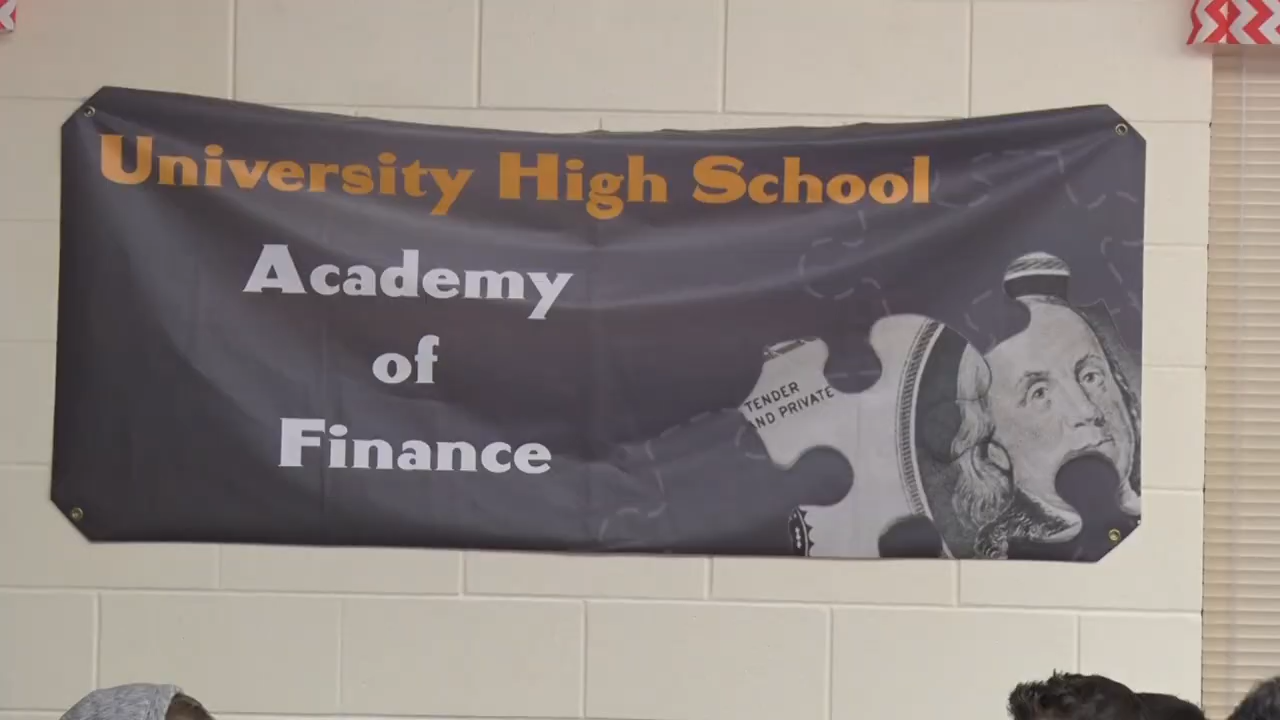 University High School
Academy
of
Finance
TENDER
ND PRIVATE